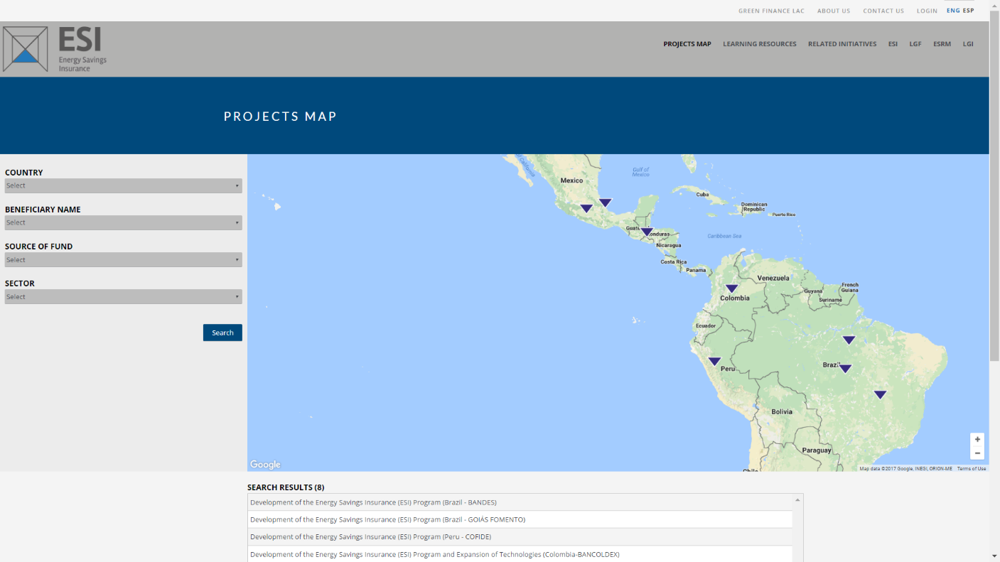 GREEN FINANCE LAC ABOUT US CONTACT US LOGIN ENG ESP
ESI
Energy Savings
Insurance
PROJECTS MAP LEARNING RESOURCES RELATED INITIATIVES ESI LGF ESRM LGI
PROJECTS MAP
COUNTRY
Select
BENEFICIARY NAME
Select
SOURCE OF FUND
Select
SECTOR
Select
Search
Gulf of
California
Gulf of
Mexico
Mexico
Cuba
Dominican
Republic
Puerto Rico
Guate
onduras
Caribbean Sea
Nicaragua
Costa Rica
Panama
Venezuela
Guyana
French
Guiana
Suriname
Colombia
Ecuador
Peru
Brazil
Bolivia
Paraguay
Chile
+
−
Google
Map data ©2017 Google, INEGI, ORION-ME Terms of Use
SEARCH RESULTS (8)
Development of the Energy Savings Insurance (ESI) Program (Brazil - BANDES)
Development of the Energy Savings Insurance (ESI) Program (Brazil - GOIÁS FOMENTO)
Development of the Energy Savings Insurance (ESI) Program (Peru - COFIDE)
Development of the Energy Savings Insurance (ESI) Program and Expansion of Technologies (Colombia-BANCOLDEX)